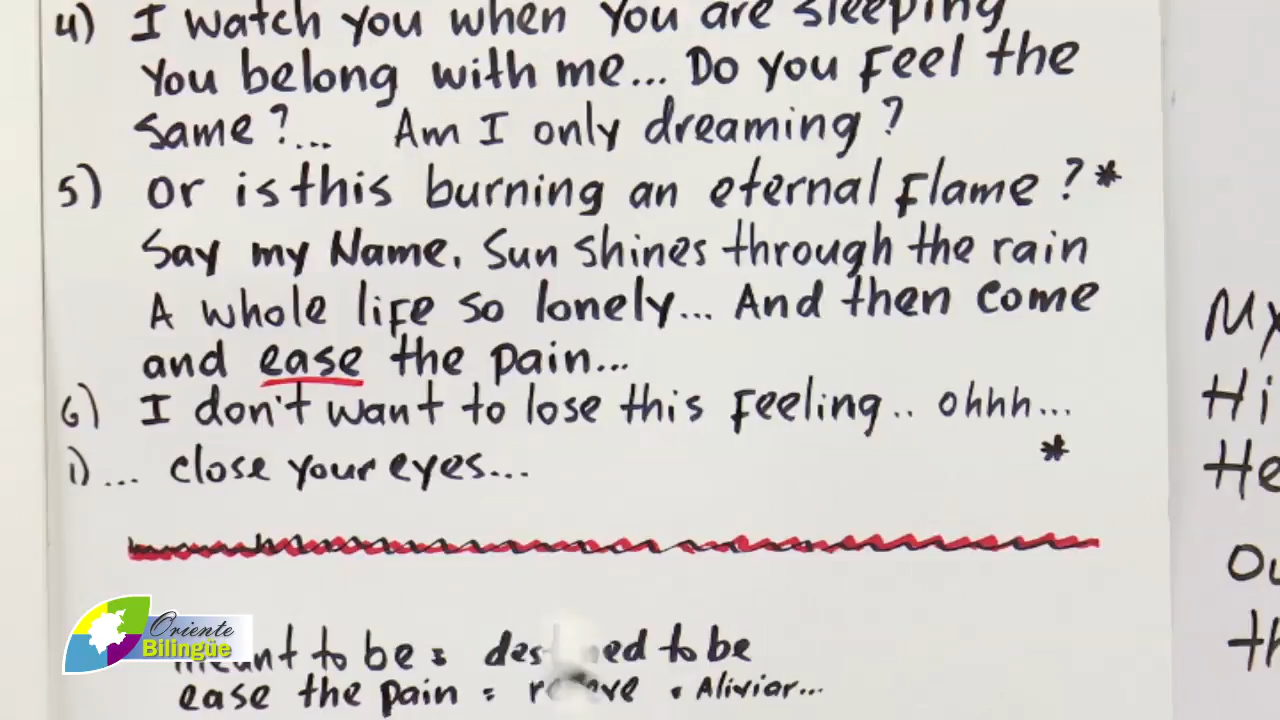 4) I watch you when you are sleeping
You belong with me... Do you feel the
same?... Am I only dreaming?
5) Or is this burning an eternal flame?*
Say my Name. Sun shines through the rain
A whole life so lonely... And then come
and ease the pain...
6) I don't want to lose this feeling.. ohhh...
1)... close your eyes... *
meant to be = to be
ease the pain = = Aliviar...
Oriente
Bilingüe
My
Hi
He
Ou
th